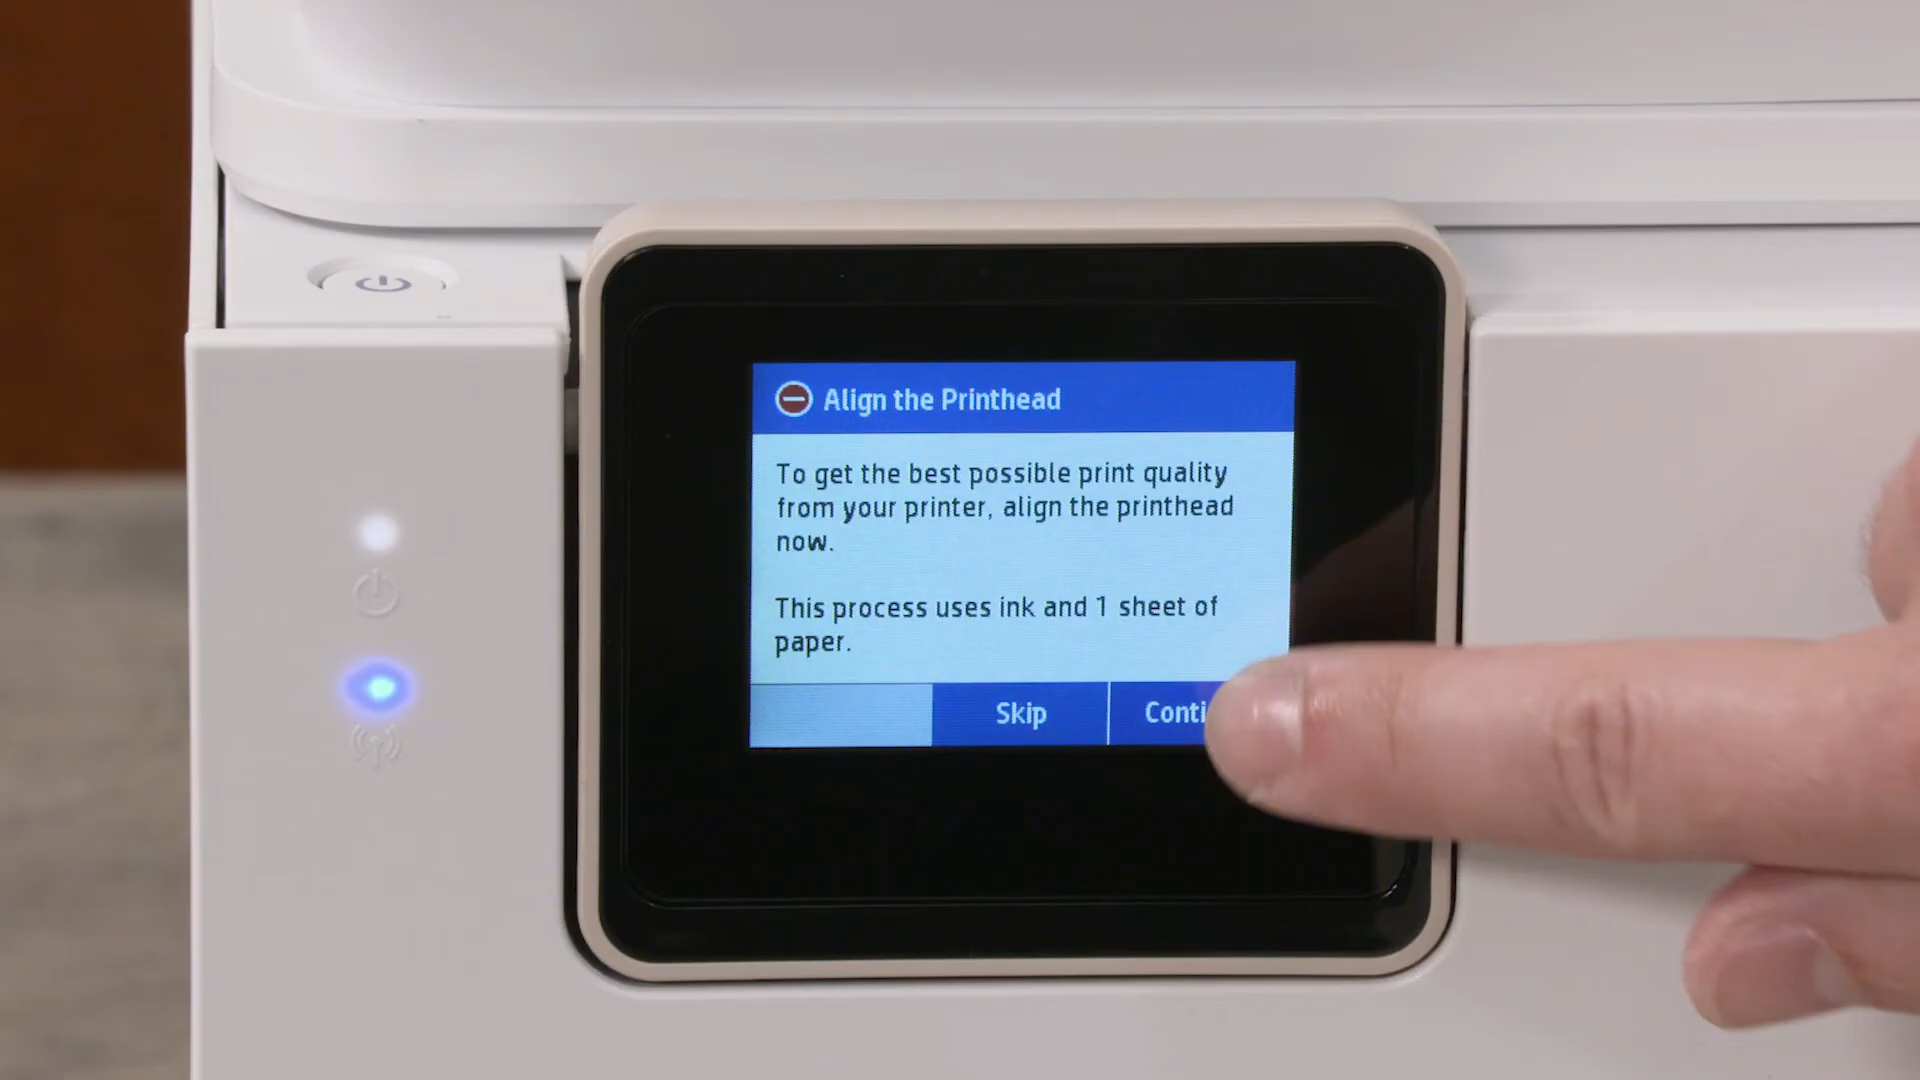 Align the Printhead
To get the best possible print quality
from your printer, align the printhead
now.
This process uses ink and 1 sheet of
paper.
Skip
Conti